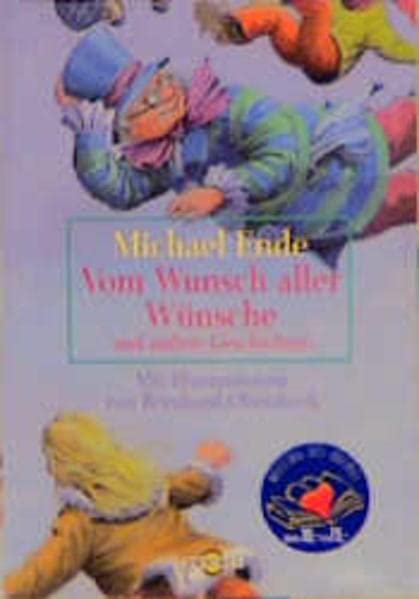 Michael Ende
Vom Wunsch aller
Wünsche
und andere Geschichten
Mit Illustrationen
von Bernhard Oberdieck